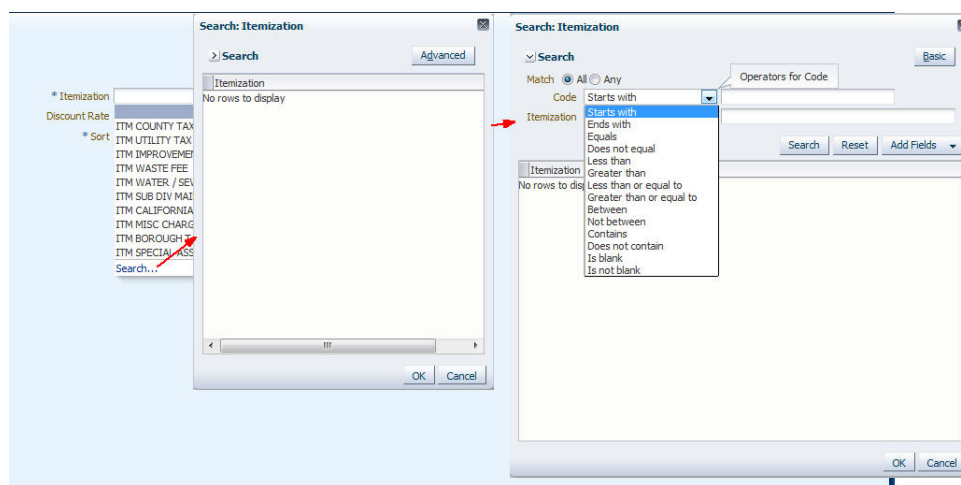 * Itemization
Discount Rate
* Sort
ITM COUNTY TAX
ITM UTILITY TAX
ITM IMPROVEMEN
ITM WASTE FEE
ITM WATER / SEV
ITM SUB DIV MAI
ITM CALIFORNIA
ITM MISC CHARG
ITM BOROUGH T
ITM SPECIAL ASS
Search...
Search: Itemization
Search
Advanced
Itemization
No rows to display
OK Cancel
Search: Itemization
Search
Basic
Match All Any
Operators for Code
Code Starts with
Itemization
Starts with
Ends with
Equals
Does not equal
Less than
Greater than
Less than or equal to
Greater than or equal to
Between
Not between
Contains
Does not contain
Is blank
Is not blank
Search Reset Add Fields
Itemization
No rows to dis
OK Cancel